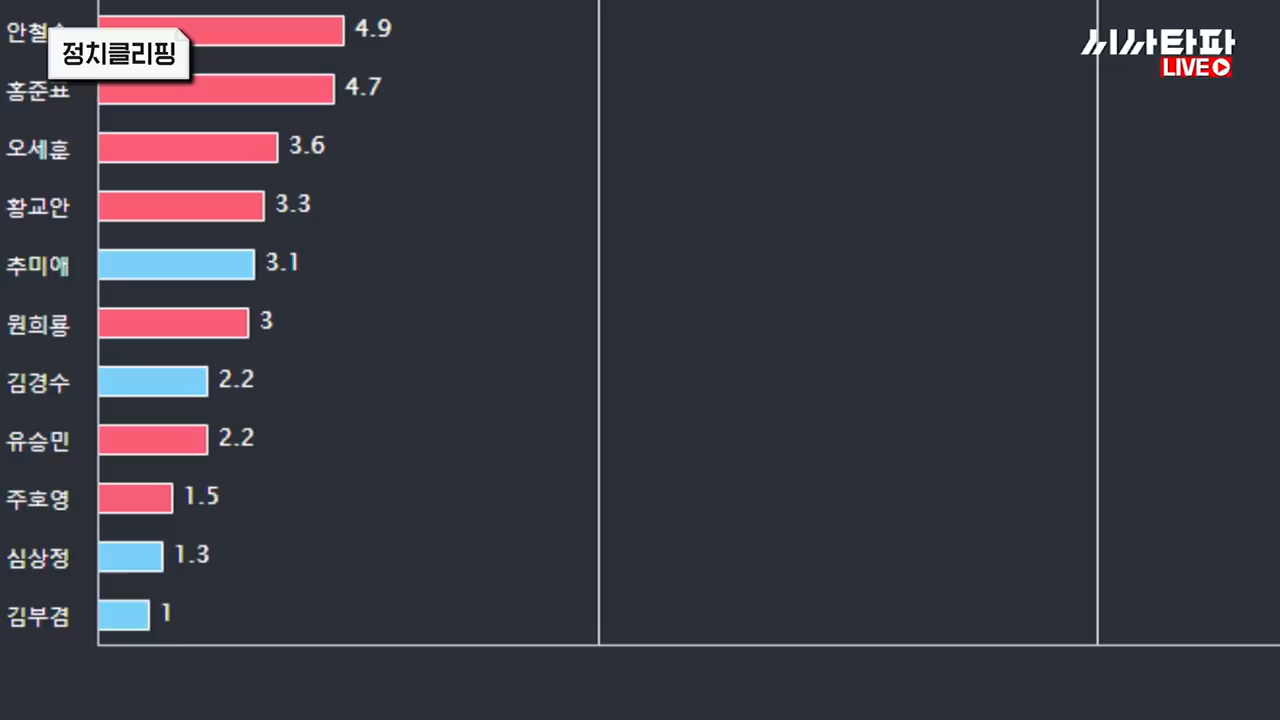 안철수 4.9
정치클리핑
시사타파
LIVE
홍준표 4.7
오세훈 3.6
황교안 3.3
추미애 3.1
원희룡 3
김경수 2.2
유승민 2.2
주호영 1.5
심상정 1.3
김부겸 1